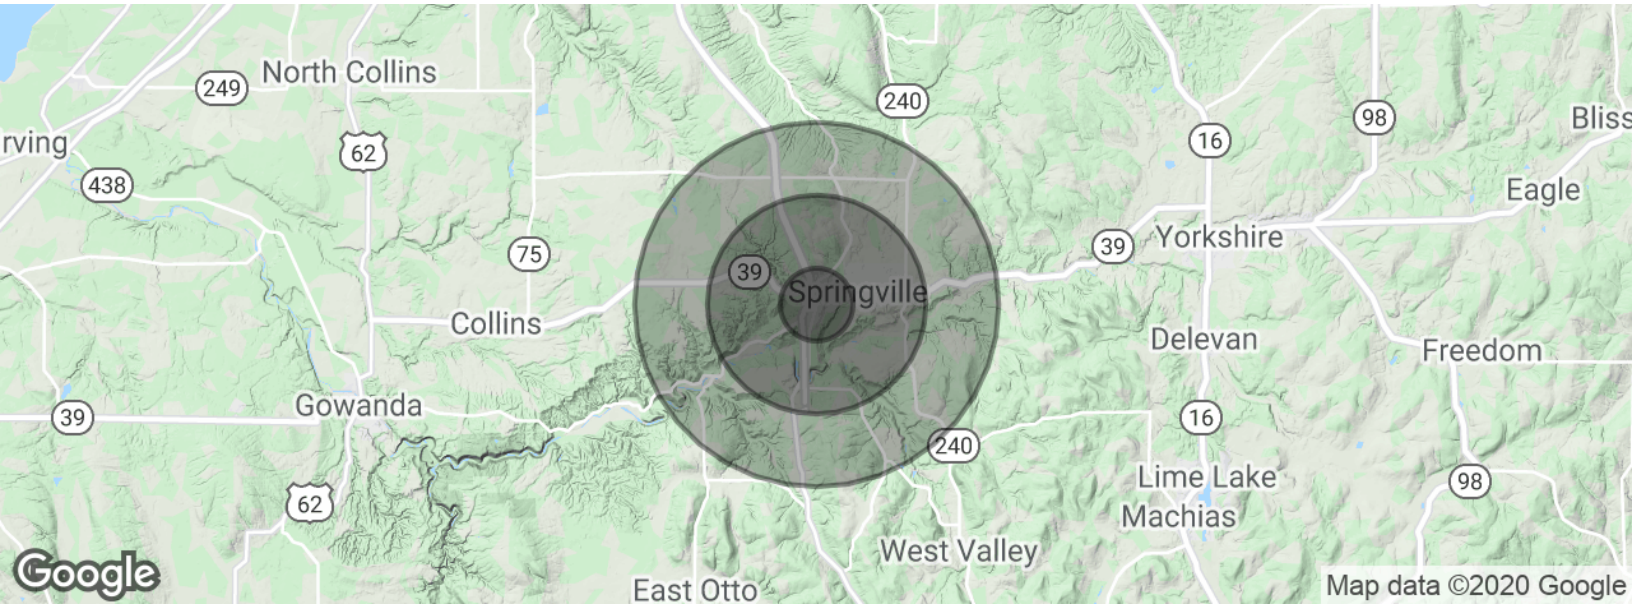 North Collins
249
240
98
Bliss
16
rving
62
438
Eagle
75
39
39
Yorkshire
Springville
Collins
Delevan
Freedom
Gowanda
39
16
240
Lime Lake
98
62
Machias
West Valley
Google
East Otto
Map data ©2020 Google